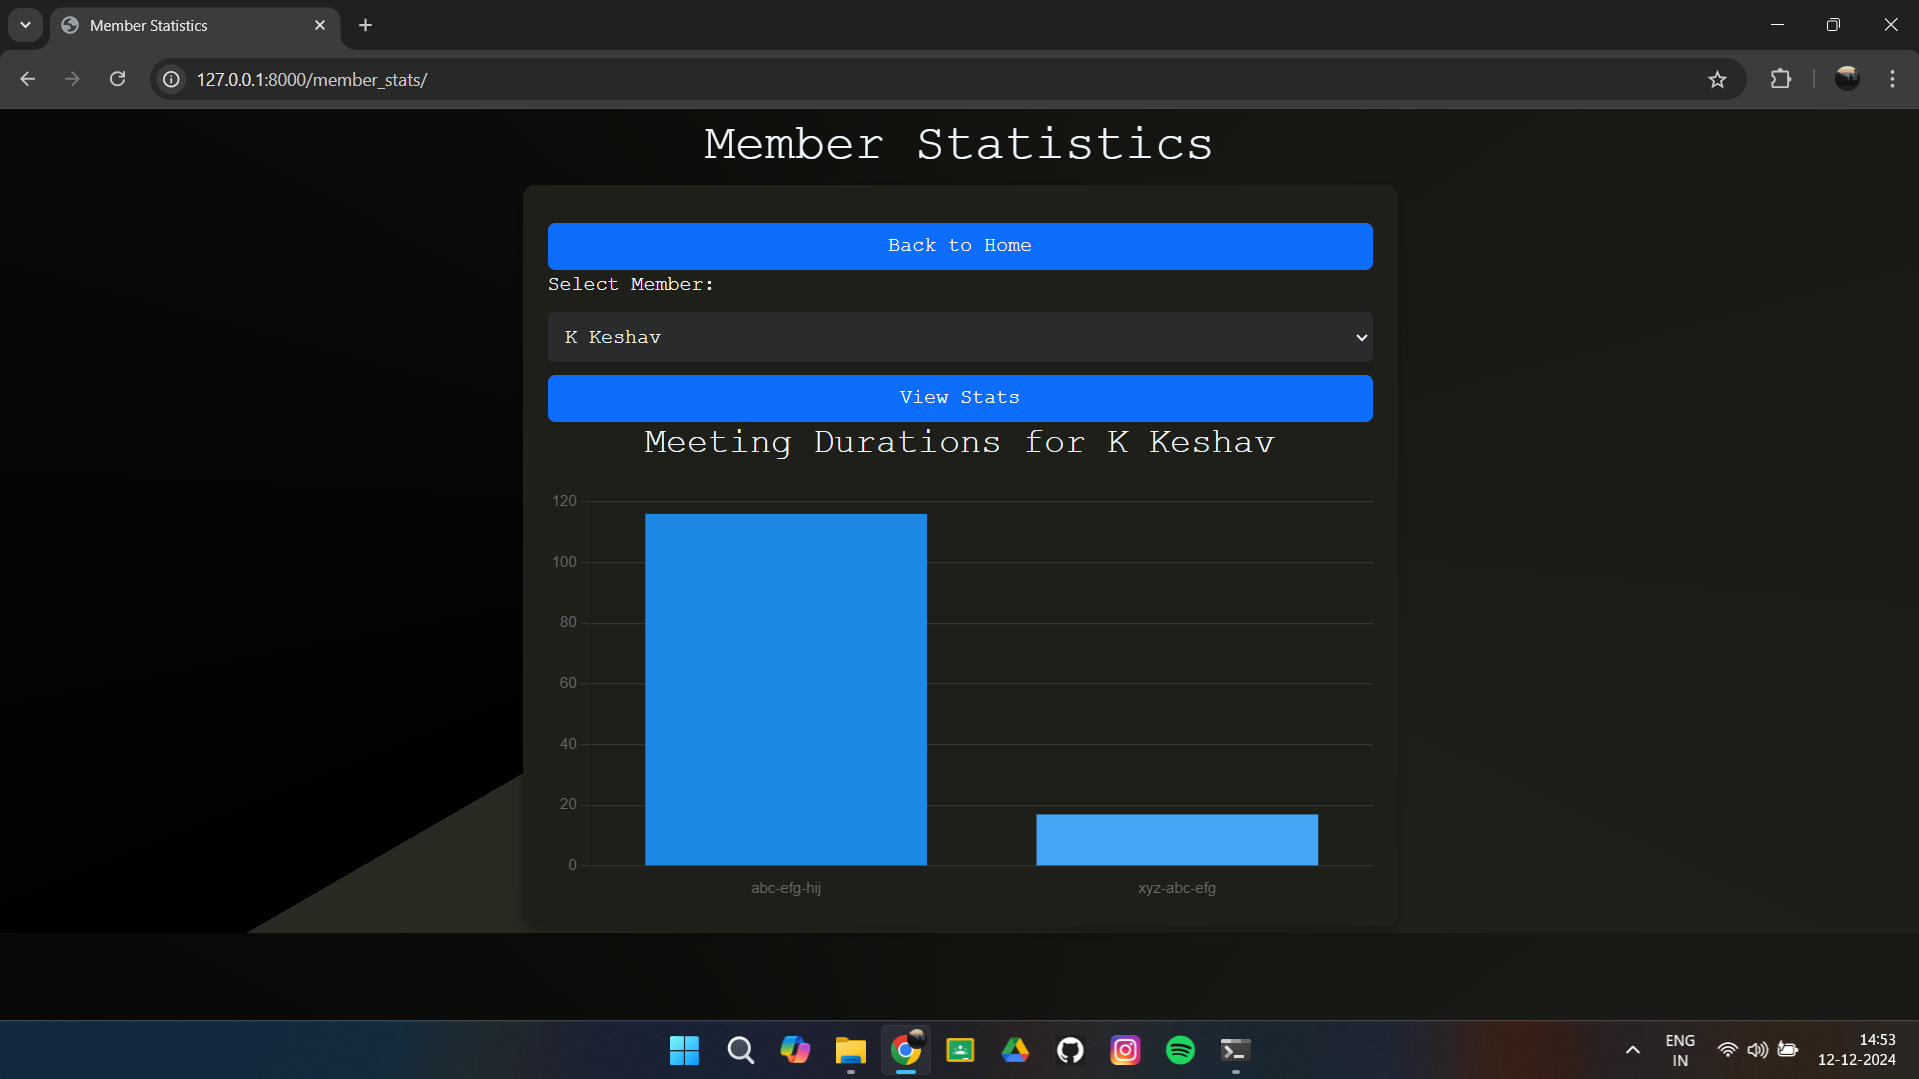 Member Statistics
127.0.0.1:8000/member_stats/
Member Statistics
Back to Home
Select Member:
K Keshav
View Stats
Meeting Durations for K Keshav
120
100
80
60
40
20
0
abc-efg-hij
xyz-abc-efg
ENG
IN
14:53
12-12-2024